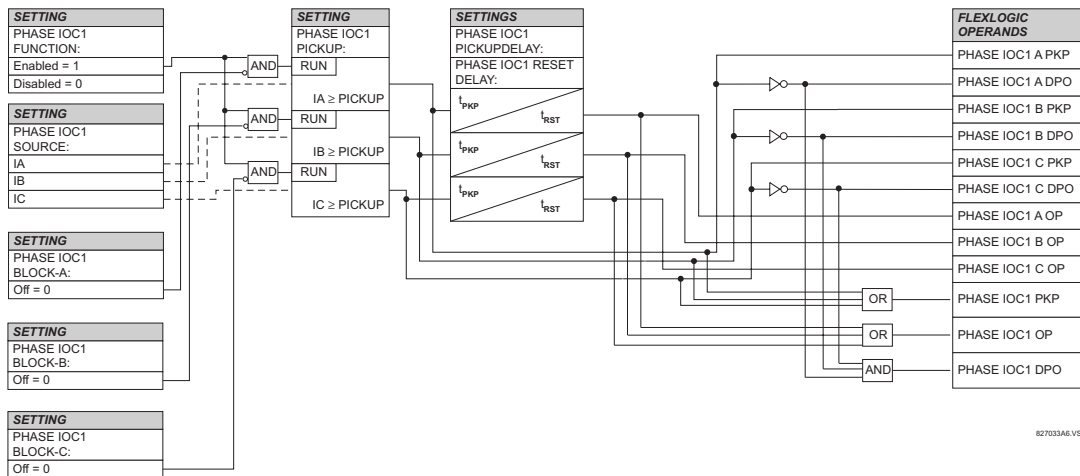 SETTING
PHASE IOC1
FUNCTION:
Enabled = 1
Disabled = 0
SETTING
PHASE IOC1
SOURCE:
IA
IB
IC
SETTING
PHASE IOC1
BLOCK-A:
Off = 0
SETTING
PHASE IOC1
BLOCK-B:
Off = 0
SETTING
PHASE IOC1
BLOCK-C:
Off = 0
AND
AND
AND
SETTING
PHASE IOC1
PICKUP:
RUN
IA ≥ PICKUP
RUN
IB ≥ PICKUP
RUN
IC ≥ PICKUP
SETTINGS
PHASE IOC1
PICKUPDELAY:
PHASE IOC1 RESET
DELAY:
tPKP
tRST
tPKP
tRST
tPKP
tRST
OR
OR
AND
FLEXLOGIC
OPERANDS
PHASE IOC1 A PKP
PHASE IOC1 A DPO
PHASE IOC1 B PKP
PHASE IOC1 B DPO
PHASE IOC1 C PKP
PHASE IOC1 C DPO
PHASE IOC1 A OP
PHASE IOC1 B OP
PHASE IOC1 C OP
PHASE IOC1 PKP
PHASE IOC1 OP
PHASE IOC1 DPO
827033A6.VS